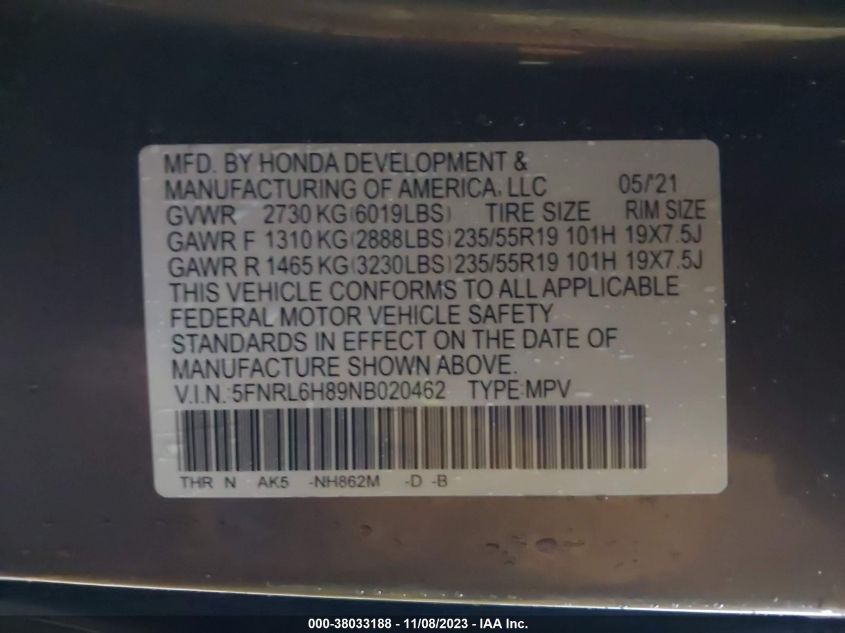 MFD. BY HONDA DEVELOPMENT &
MANUFACTURING OF AMERICA, LLC 05/'21
GVWR 2730 KG(6019LBS) TIRE SIZE RIM SIZE
GAWR F 1310 KG(2888LBS) 235/55R19 101H 19X7.5J
GAWR R 1465 KG(3230LBS) 235/55R19 101H 19X7.5J
THIS VEHICLE CONFORMS TO ALL APPLICABLE
FEDERAL MOTOR VEHICLE SAFETY
STANDARDS IN EFFECT ON THE DATE OF
MANUFACTURE SHOWN ABOVE.
V.I.N.:5FNRL6H89NB020462 TYPE:MPV
THR N AK5 -NH862M -D -B
000-38033188 - 11/08/2023 - IAA Inc.